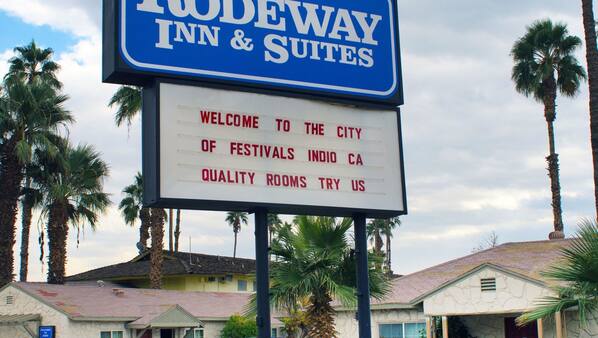 RODEWAY
INN & SUITES
WELCOME TO THE CITY
OF FESTIVALS INDIO CA
QUALITY ROOMS TRY US